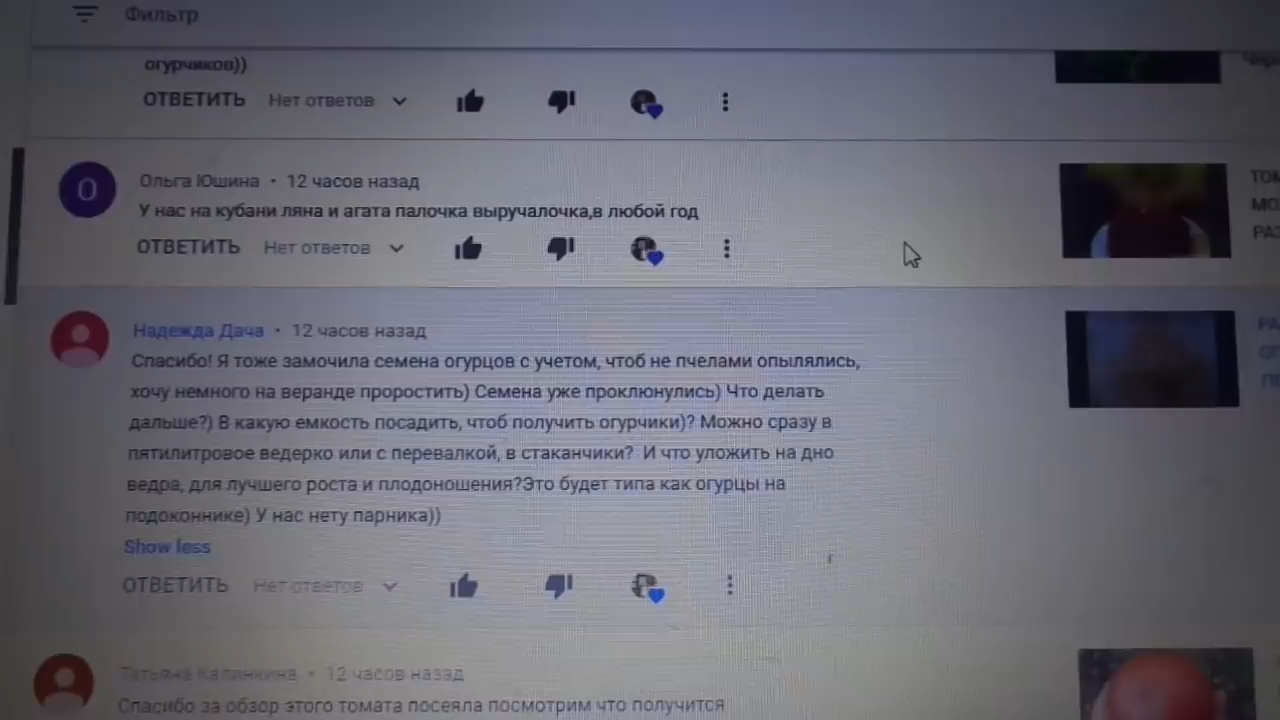 Фильтр
огурчиков))
ОТВЕТИТЬ Нет ответов
Ольга Юшина • 12 часов назад
У нас на кубани ляна и агата палочка выручалочка,в любой год
ОТВЕТИТЬ Нет ответов
О
Надежда Дача • 12 часов назад
Спасибо! Я тоже замочила семена огурцов с учетом, чтоб не пчелами опылялись,
хочу немного на веранде проростить) Семена уже проклюнулись) Что делать
дальше?) В какую емкость посадить, чтоб получить огурчики)? Можно сразу в
пятилитровое ведерко или с перевалкой, в стаканчики? И что уложить на дно
ведра, для лучшего роста и плодоношения?Это будет типа как огурцы на
подоконнике) У нас нету парника))
Show less
ОТВЕТИТЬ Нет ответов
Татьяна Калинкина • 12 часов назад
Спасибо за обзор этого томата посеяла посмотрим что получится